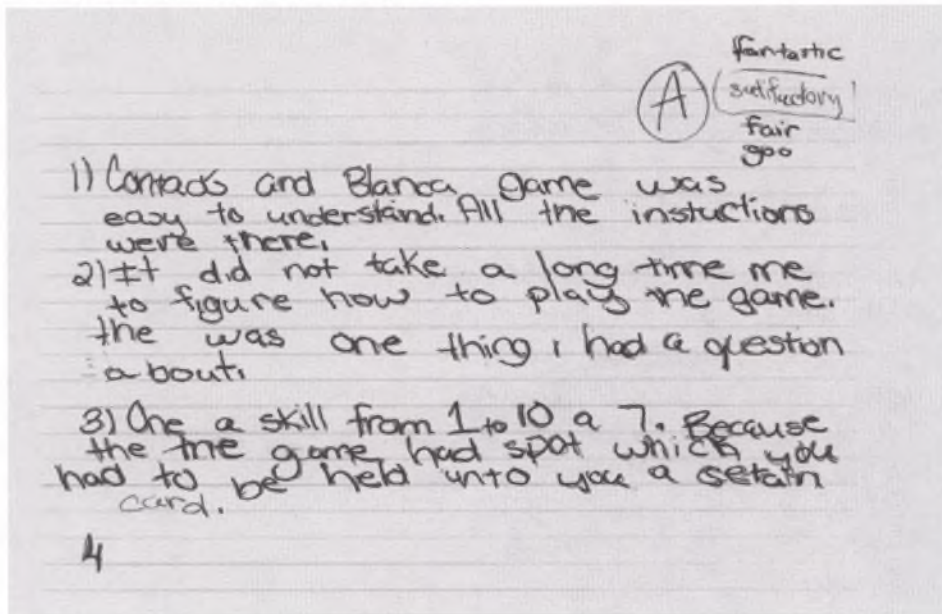 fantastic
A
satifactory
fair
goo
1) Contado's and Blanca game was
easy to understand. All the instuctions
were there.
2) It did not take a long time me
to figure how to play the game.
the was one thing i had a question
about.
3) One a skill from 1 to 10 a 7. Because
the the game had spot which you
had to be held unto you a setain
card.
4